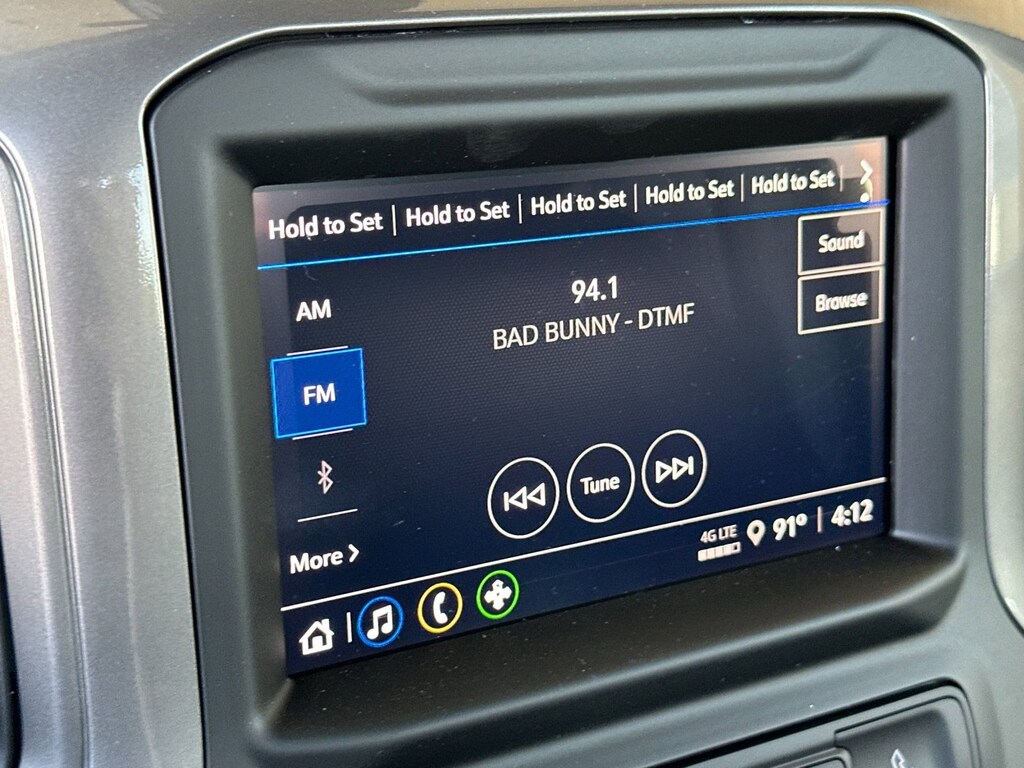 Hold to Set | Hold to Set | Hold to Set | Hold to Set | Hold to Set
Sound
AM
94.1
Browse
BAD BUNNY - DTMF
FM
Tune
More
4G LTE 91° | 4:12